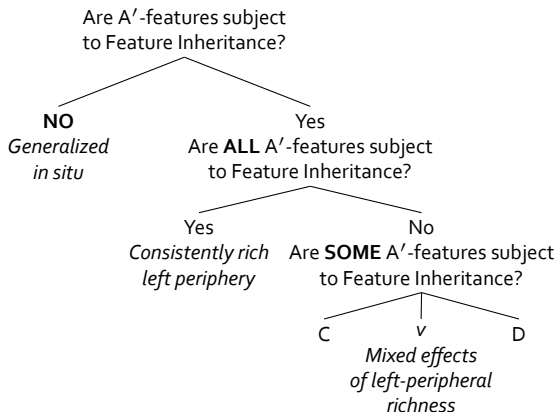 Are A′-features subject
to Feature Inheritance?
NO
Generalized
in situ
Yes
Are ALL A′-features subject
to Feature Inheritance?
Yes
Consistently rich
left periphery
No
Are SOME A′-features subject
to Feature Inheritance?
C
v
D
Mixed effects
of left-peripheral
richness